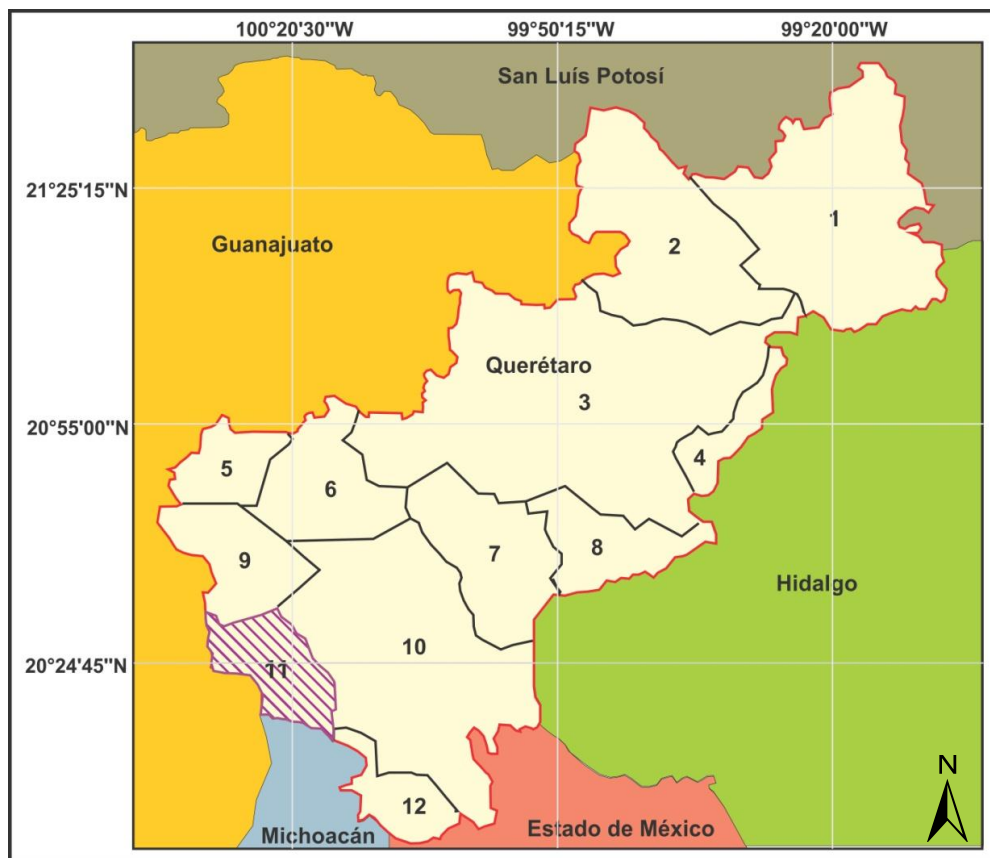 100°20'30''W 99°50'15''W 99°20'00''W
San Luís Potosí
21°25'15''N
1
Guanajuato
2
Querétaro
3
20°55'00''N
4
5
6
7
8
9
Hidalgo
10
20°24'45''N
11
N
12
Michoacán
Estado de México